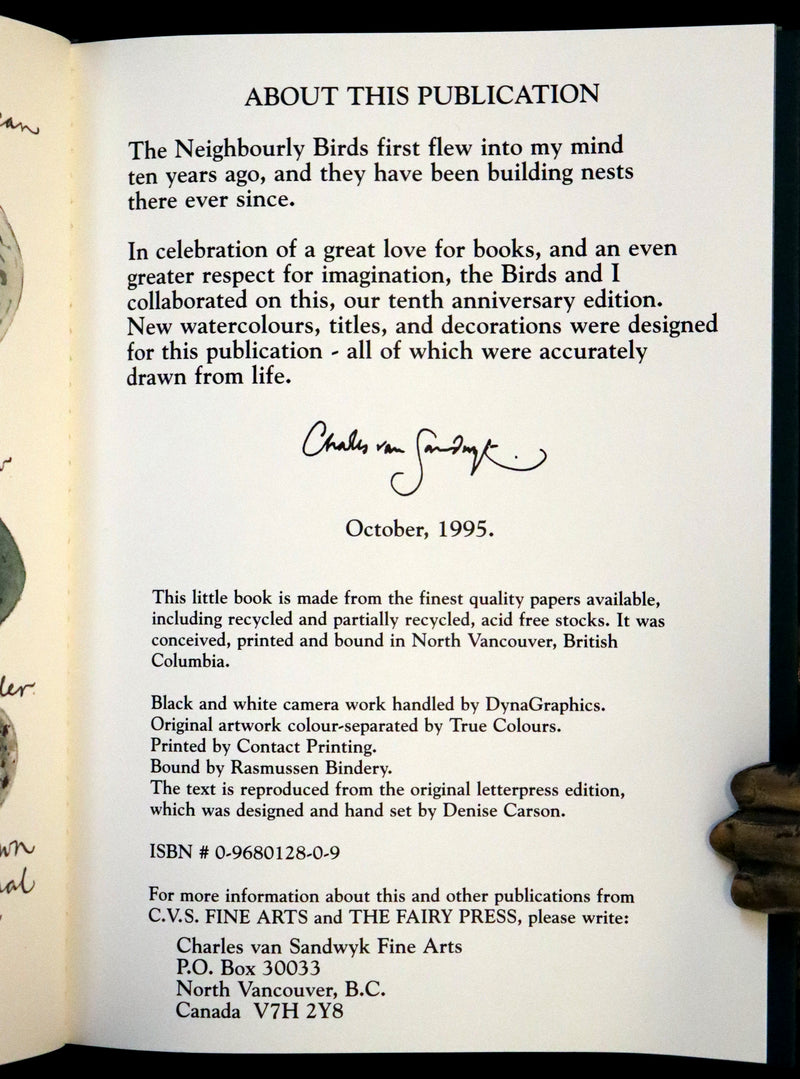 ABOUT THIS PUBLICATION
The Neighbourly Birds first flew into my mind
ten years ago, and they have been building nests
there ever since.
In celebration of a great love for books, and an even
greater respect for imagination, the Birds and I
collaborated on this, our tenth anniversary edition.
New watercolours, titles, and decorations were designed
for this publication - all of which were accurately
drawn from life.
Charles van Sandwyk.
October, 1995.
This little book is made from the finest quality papers available,
including recycled and partially recycled, acid free stocks. It was
conceived, printed and bound in North Vancouver, British
Columbia.
Black and white camera work handled by DynaGraphics.
Original artwork colour-separated by True Colours.
Printed by Contact Printing.
Bound by Rasmussen Bindery.
The text is reproduced from the original letterpress edition,
which was designed and hand set by Denise Carson.
ISBN # 0-9680128-0-9
For more information about this and other publications from
C.V.S. FINE ARTS and THE FAIRY PRESS, please write:
Charles van Sandwyk Fine Arts
P.O. Box 30033
North Vancouver, B.C.
Canada V7H 2Y8